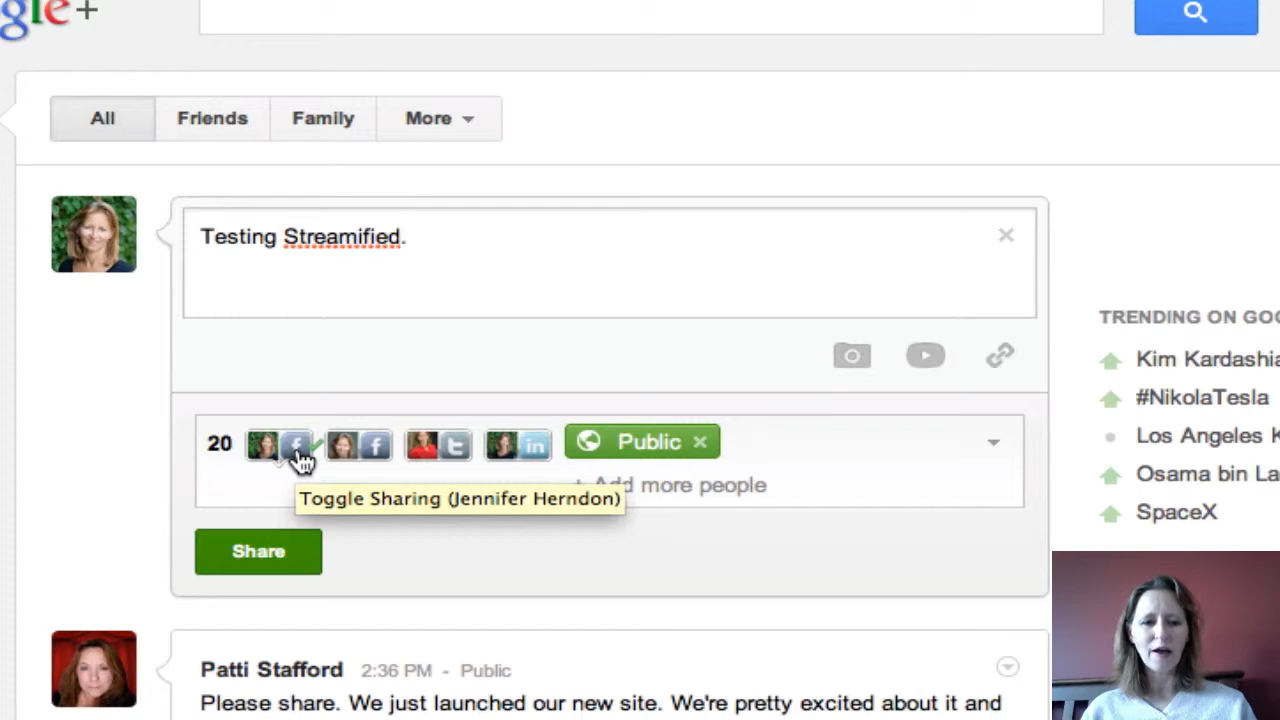 gle+
All
Friends
Family
More
Testing Streamified.
TRENDING ON GOO
Kim Kardashia
#NikolaTesla
Los Angeles K
Osama bin La
SpaceX
20
f
f
t
in
Public
Add more people
Toggle Sharing (Jennifer Herndon)
Share
Patti Stafford 2:36 PM - Public
Please share. We just launched our new site. We're pretty excited about it and